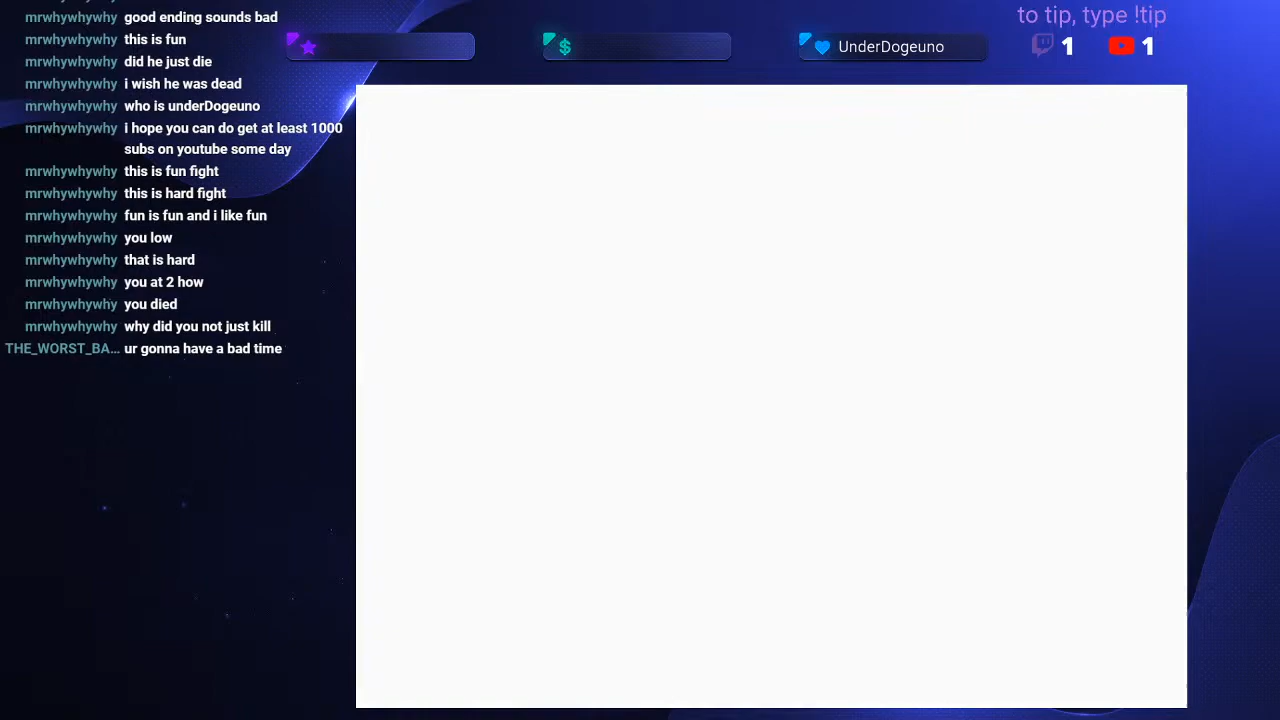 to tip, type !tip
mrwhywhywhy good ending sounds bad
UnderDogeuno 1 1
mrwhywhywhy this is fun
mrwhywhywhy did he just die
mrwhywhywhy i wish he was dead
mrwhywhywhy who is underDogeuno
mrwhywhywhy i hope you can do get at least 1000
subs on youtube some day
mrwhywhywhy this is fun fight
mrwhywhywhy this is hard fight
mrwhywhywhy fun is fun and i like fun
mrwhywhywhy you low
mrwhywhywhy that is hard
mrwhywhywhy you at 2 how
mrwhywhywhy you died
mrwhywhywhy why did you not just kill
THE_WORST_BA... ur gonna have a bad time